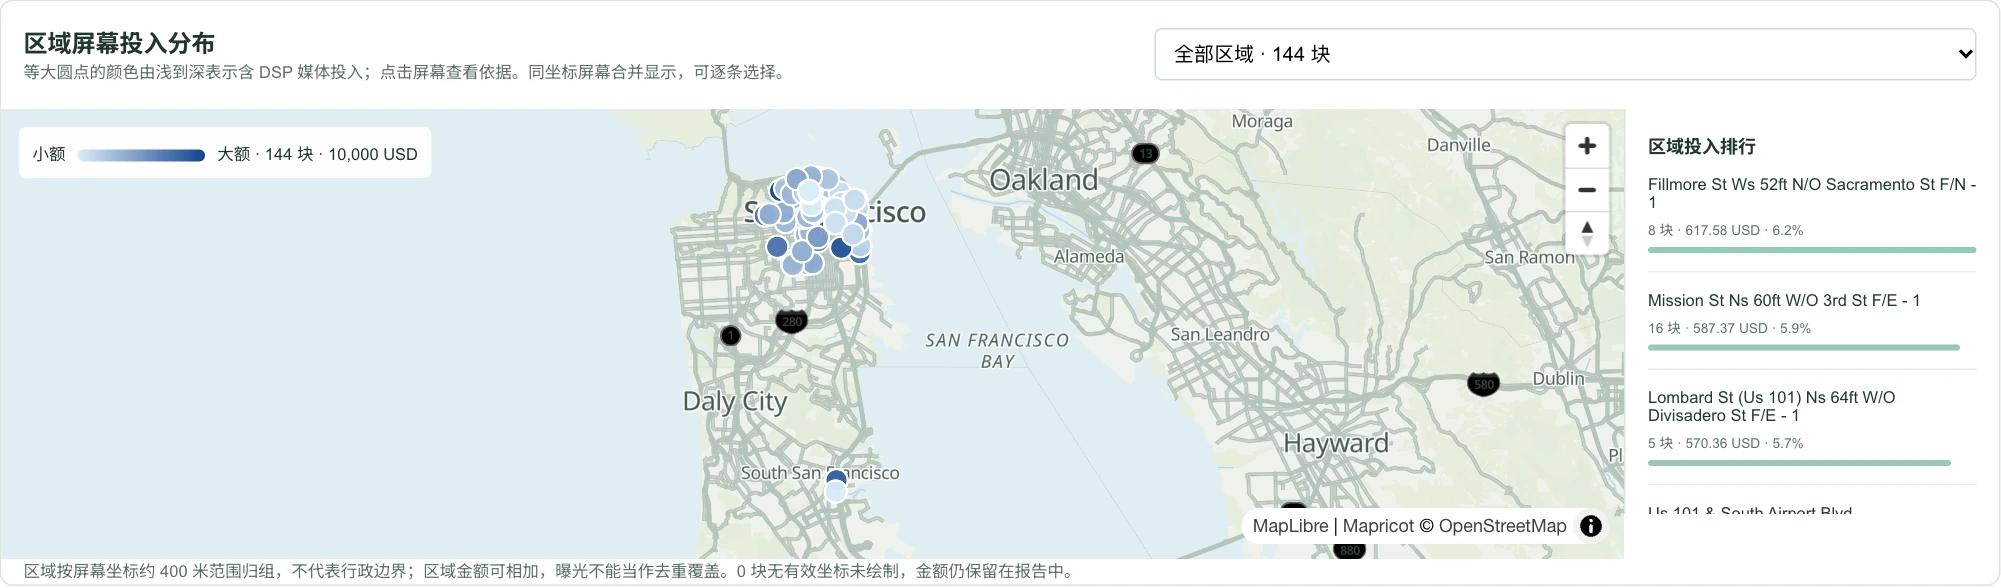 区域屏幕投入分布
等大圆点的颜色由浅到深表示含 DSP 媒体投入；点击屏幕查看依据。同坐标屏幕合并显示，可逐条选择。
全部区域 · 144 块
小额 大额 · 144 块 · 10,000 USD
Moraga
Danville
13
Oakland
cisco
San Ramon
Alameda
280
1
SAN FRANCISCO
BAY
San Leandro
580
Dublin
Daly City
Hayward
South San Francisco
880
MapLibre | Mapricot © OpenStreetMap
区域投入排行
Fillmore St Ws 52ft N/O Sacramento St F/N -
1
8 块 · 617.58 USD · 6.2%
Mission St Ns 60ft W/O 3rd St F/E - 1
16 块 · 587.37 USD · 5.9%
Lombard St (Us 101) Ns 64ft W/O
Divisadero St F/E - 1
5 块 · 570.36 USD · 5.7%
Us 101 & South Airport Blvd
区域按屏幕坐标约 400 米范围归组，不代表行政边界；区域金额可相加，曝光不能当作去重覆盖。0 块无有效坐标未绘制，金额仍保留在报告中。